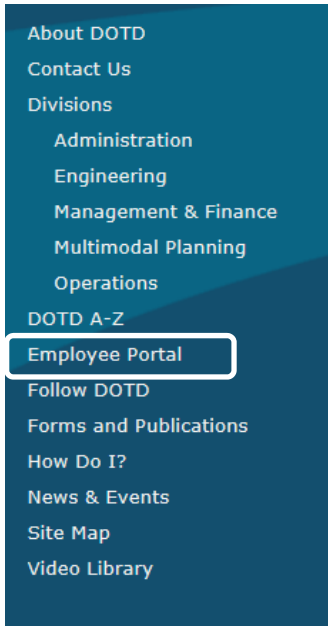 About DOTD
Contact Us
Divisions
Administration
Engineering
Management & Finance
Multimodal Planning
Operations
DOTD A-Z
Employee Portal
Follow DOTD
Forms and Publications
How Do I?
News & Events
Site Map
Video Library